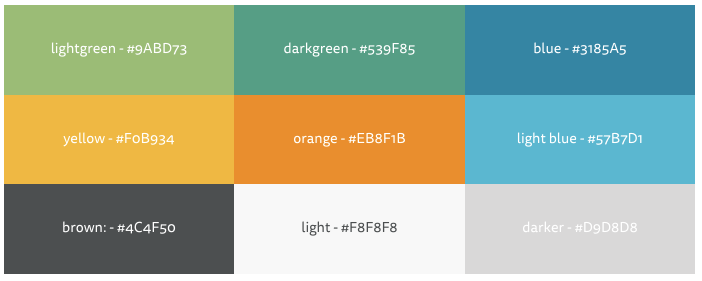 lightgreen - #9ABD73
darkgreen - #539F85
blue - #3185A5
yellow - #F0B934
orange - #EB8F1B
light blue - #57B7D1
brown: - #4C4F50
light - #F8F8F8
darker - #D9D8D8